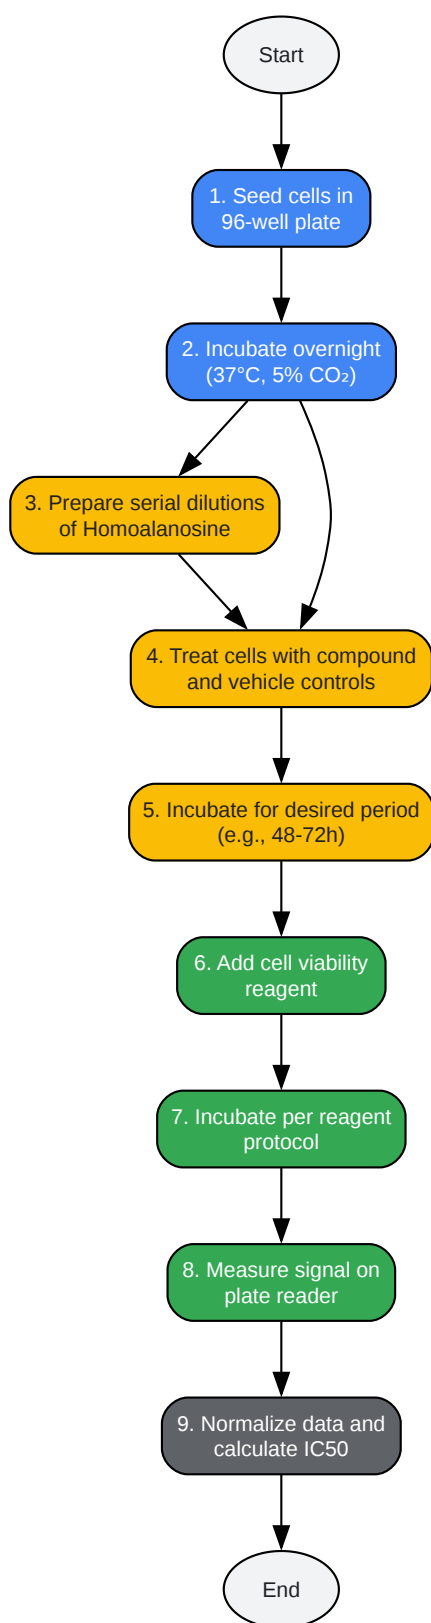 Start
1. Seed cells in
96-well plate
2. Incubate overnight
(37°C, 5% CO₂)
3. Prepare serial dilutions
of Homoalanosine
4. Treat cells with compound
and vehicle controls
5. Incubate for desired period
(e.g., 48-72h)
6. Add cell viability
reagent
7. Incubate per reagent
protocol
8. Measure signal on
plate reader
9. Normalize data and
calculate IC50
End